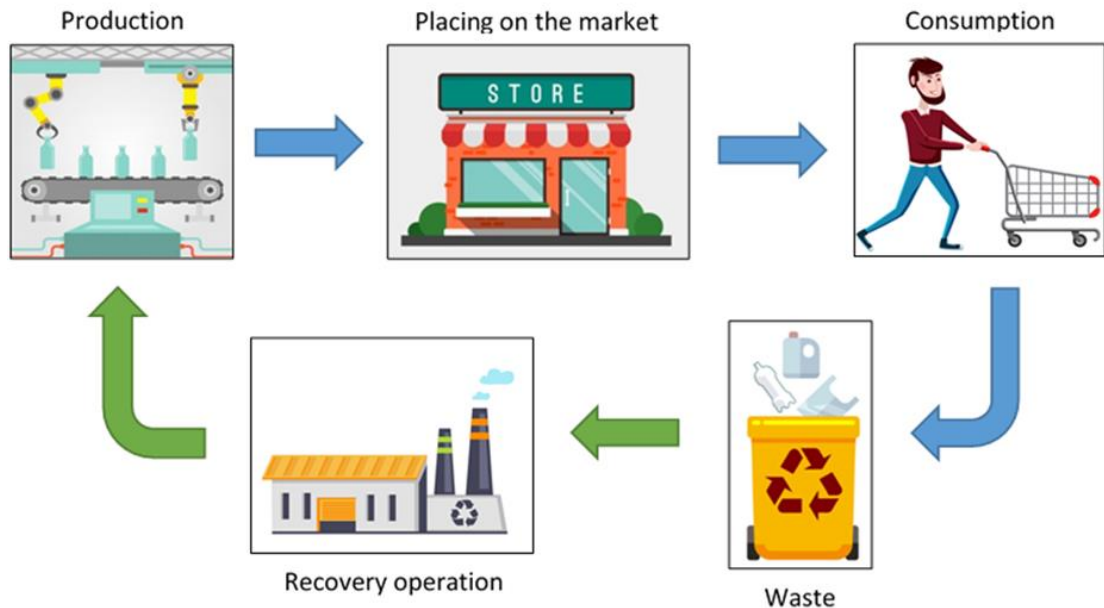 Production
Placing on the market
Consumption
STORE
Recovery operation
Waste